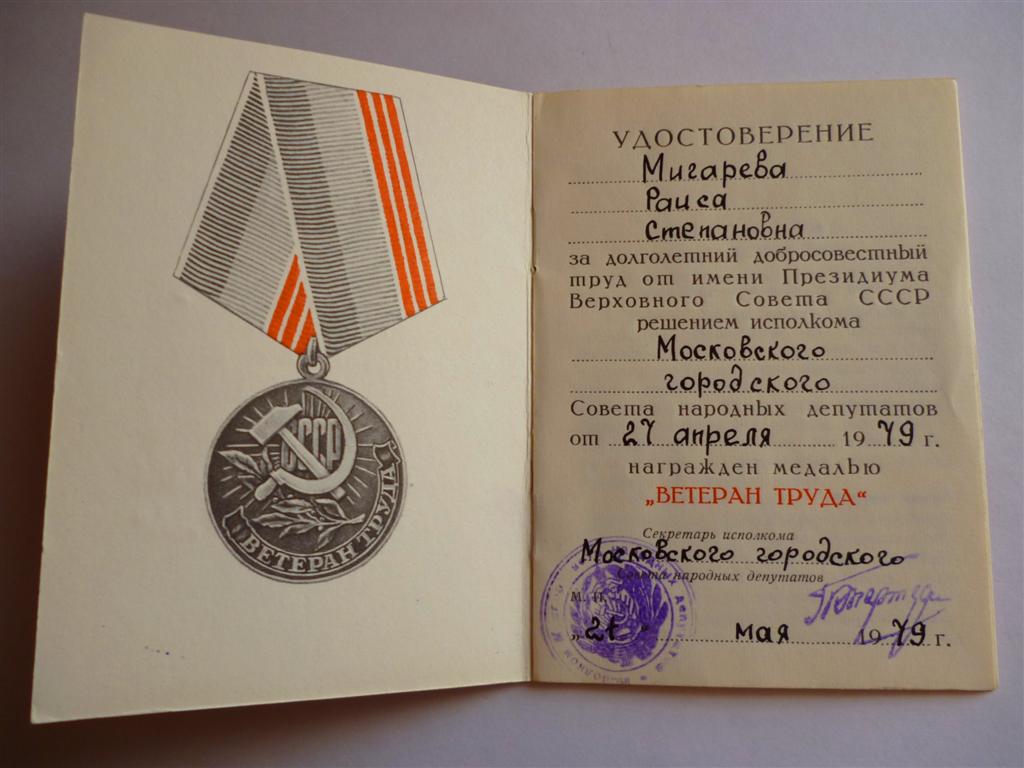 СССР
ВЕТЕРАН ТРУДА
УДОСТОВЕРЕНИЕ
Мигарева
Раиса
Степановна
за долголетний добросовестный
труд от имени Президиума
Верховного Совета СССР
решением исполкома
Московского
городского
Совета народных депутатов
от 27 апреля 1979 г.
награжден медалью
„ВЕТЕРАН ТРУДА“
Секретарь исполкома
Московского городского
Совета народных депутатов
М. П.
„21“ мая 1979 г.